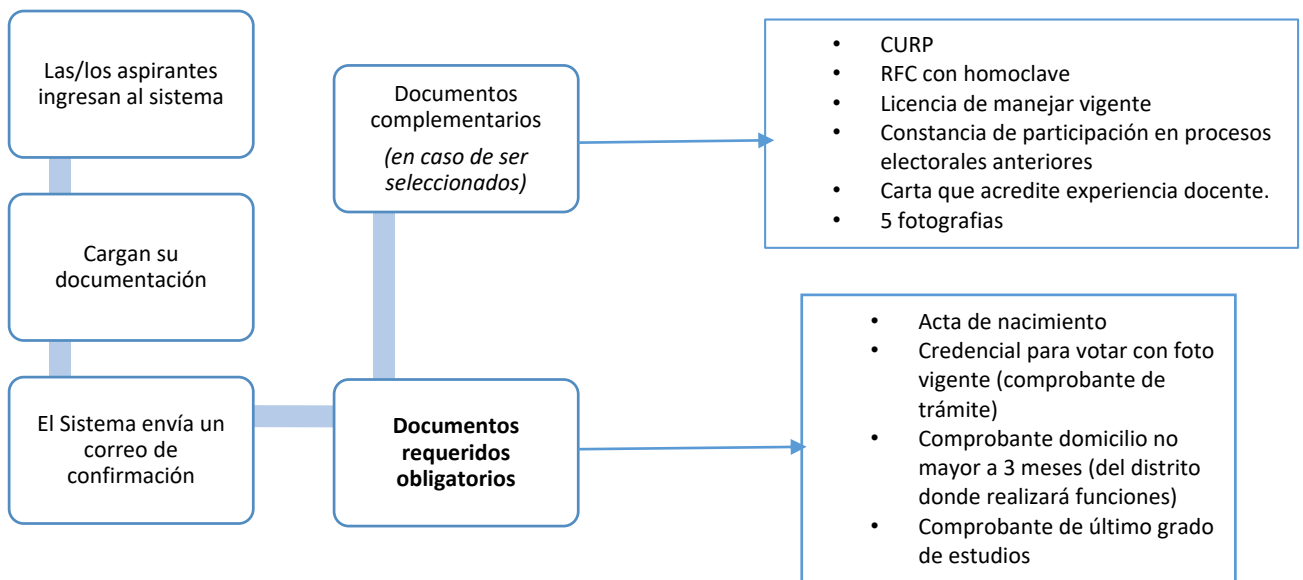 Las/los aspirantes
ingresan al sistema
Cargan su
documentación
El Sistema envía un
correo de
confirmación
Documentos
requeridos
obligatorios
Documentos
complementarios
(en caso de ser
seleccionados)
• CURP
• RFC con homoclave
• Licencia de manejar vigente
• Constancia de participación en procesos
electorales anteriores
• Carta que acredite experiencia docente.
• 5 fotografias
• Acta de nacimiento
• Credencial para votar con foto
vigente (comprobante de
trámite)
• Comprobante domicilio no
mayor a 3 meses (del distrito
donde realizará funciones)
• Comprobante de último grado
de estudios